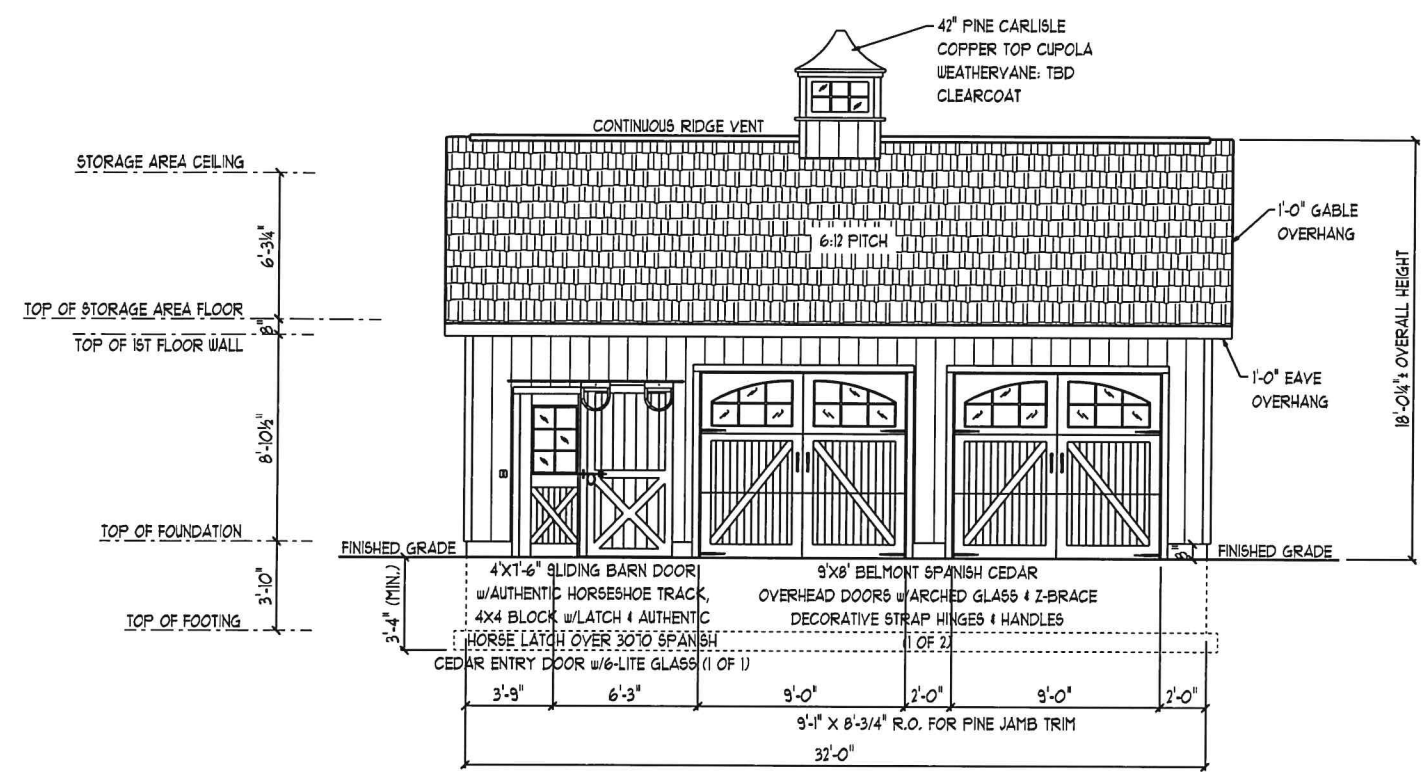 42" PINE CARLISLE
COPPER TOP CUPOLA
WEATHERVANE: TBD
CLEARCOAT
CONTINUOUS RIDGE VENT
STORAGE AREA CEILING
6'-3¼"
6:12 PITCH
1'-0" GABLE
OVERHANG
TOP OF STORAGE AREA FLOOR
8"
TOP OF 1ST FLOOR WALL
18'-0¼" ± OVERALL HEIGHT
1'-0" EAVE
OVERHANG
8'-10½"
TOP OF FOUNDATION
FINISHED GRADE
8"
FINISHED GRADE
3'-10"
3'-4" (MIN.)
TOP OF FOOTING
4'X7'-6" SLIDING BARN DOOR
w/AUTHENTIC HORSESHOE TRACK,
4X4 BLOCK w/LATCH & AUTHENTIC
HORSE LATCH OVER 3070 SPANISH
CEDAR ENTRY DOOR w/6-LITE GLASS (1 OF 1)
9'X8' BELMONT SPANISH CEDAR
OVERHEAD DOORS w/ARCHED GLASS & Z-BRACE
DECORATIVE STRAP HINGES & HANDLES
(1 OF 2)
3'-9"
6'-3"
9'-0"
2'-0"
9'-0"
2'-0"
9'-1" X 8'-3/4" R.O. FOR PINE JAMB TRIM
32'-0"